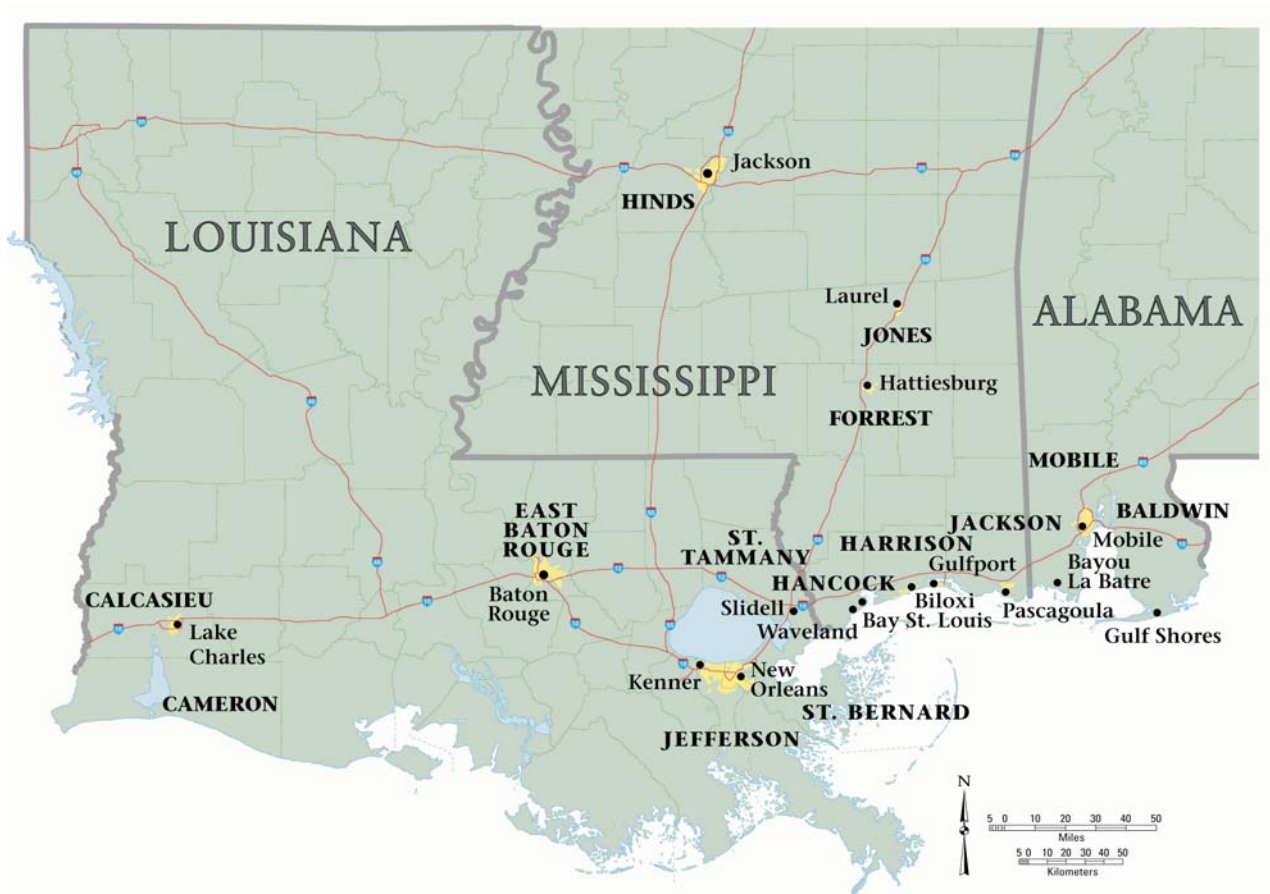 Jackson
HINDS
LOUISIANA
Laurel
ALABAMA
JONES
MISSISSIPPI
Hattiesburg
FORREST
MOBILE
EAST
BATON
ROUGE
BALDWIN
JACKSON
Mobile
ST.
TAMMANY
HARRISON
Gulfport
Bayou
La Batre
HANCOCK
Baton
Rouge
CALCASIEU
Slidell
Biloxi
Pascagoula
Waveland
Bay St. Louis
Gulf Shores
Lake
Charles
Kenner
New
Orleans
CAMERON
ST. BERNARD
JEFFERSON
N
5 0 10 20 30 40 50
Miles
5 0 10 20 30 40 50
Kilometers